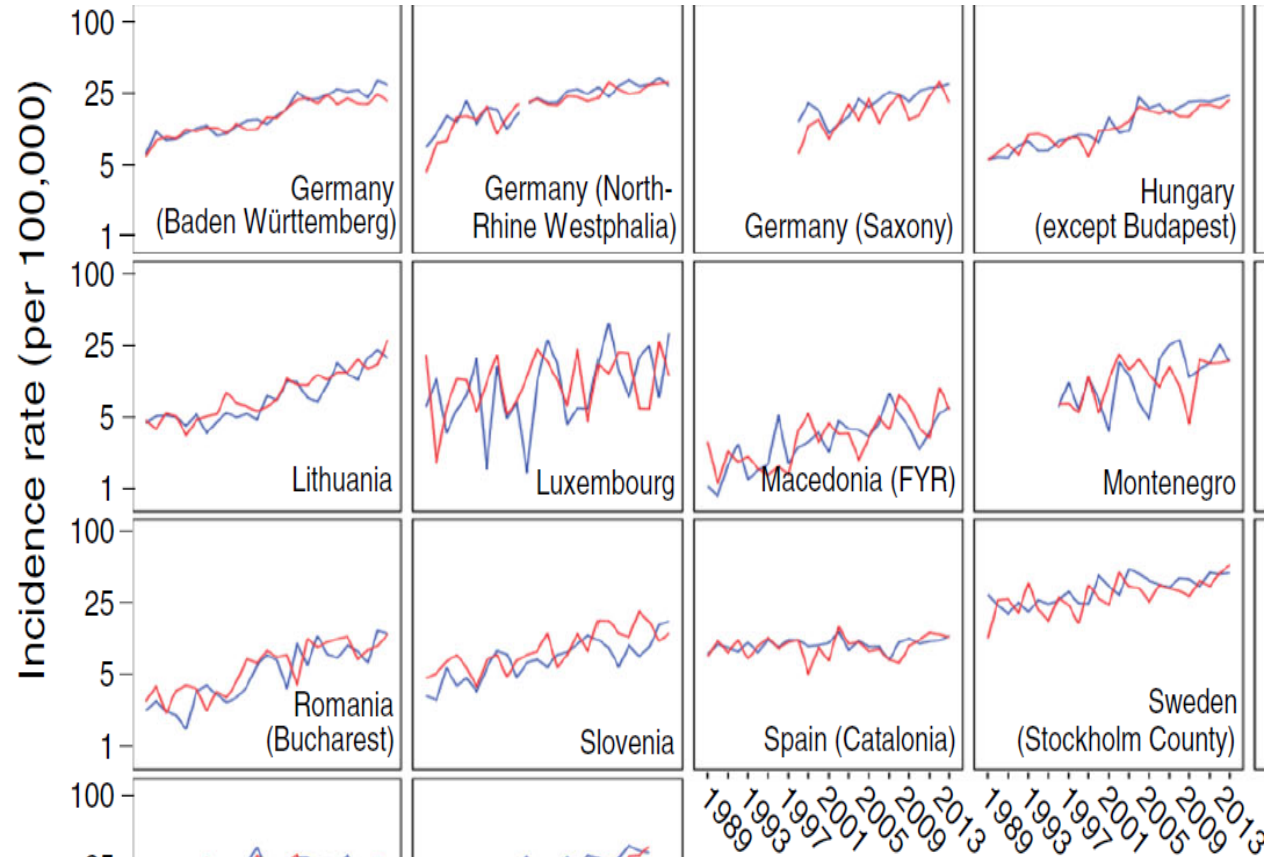 Incidence rate (per 100,000)
100
25
5
1
Germany
(Baden Württemberg)
Germany (North-
Rhine Westphalia)
Germany (Saxony)
Hungary
(except Budapest)
100
25
5
1
Lithuania
Luxembourg
Macedonia (FYR)
Montenegro
100
25
5
1
Romania
(Bucharest)
Slovenia
Spain (Catalonia)
Sweden
(Stockholm County)
100
1989 1993 1997 2001 2005 2009 2013
1989 1993 1997 2001 2005 2009 2013